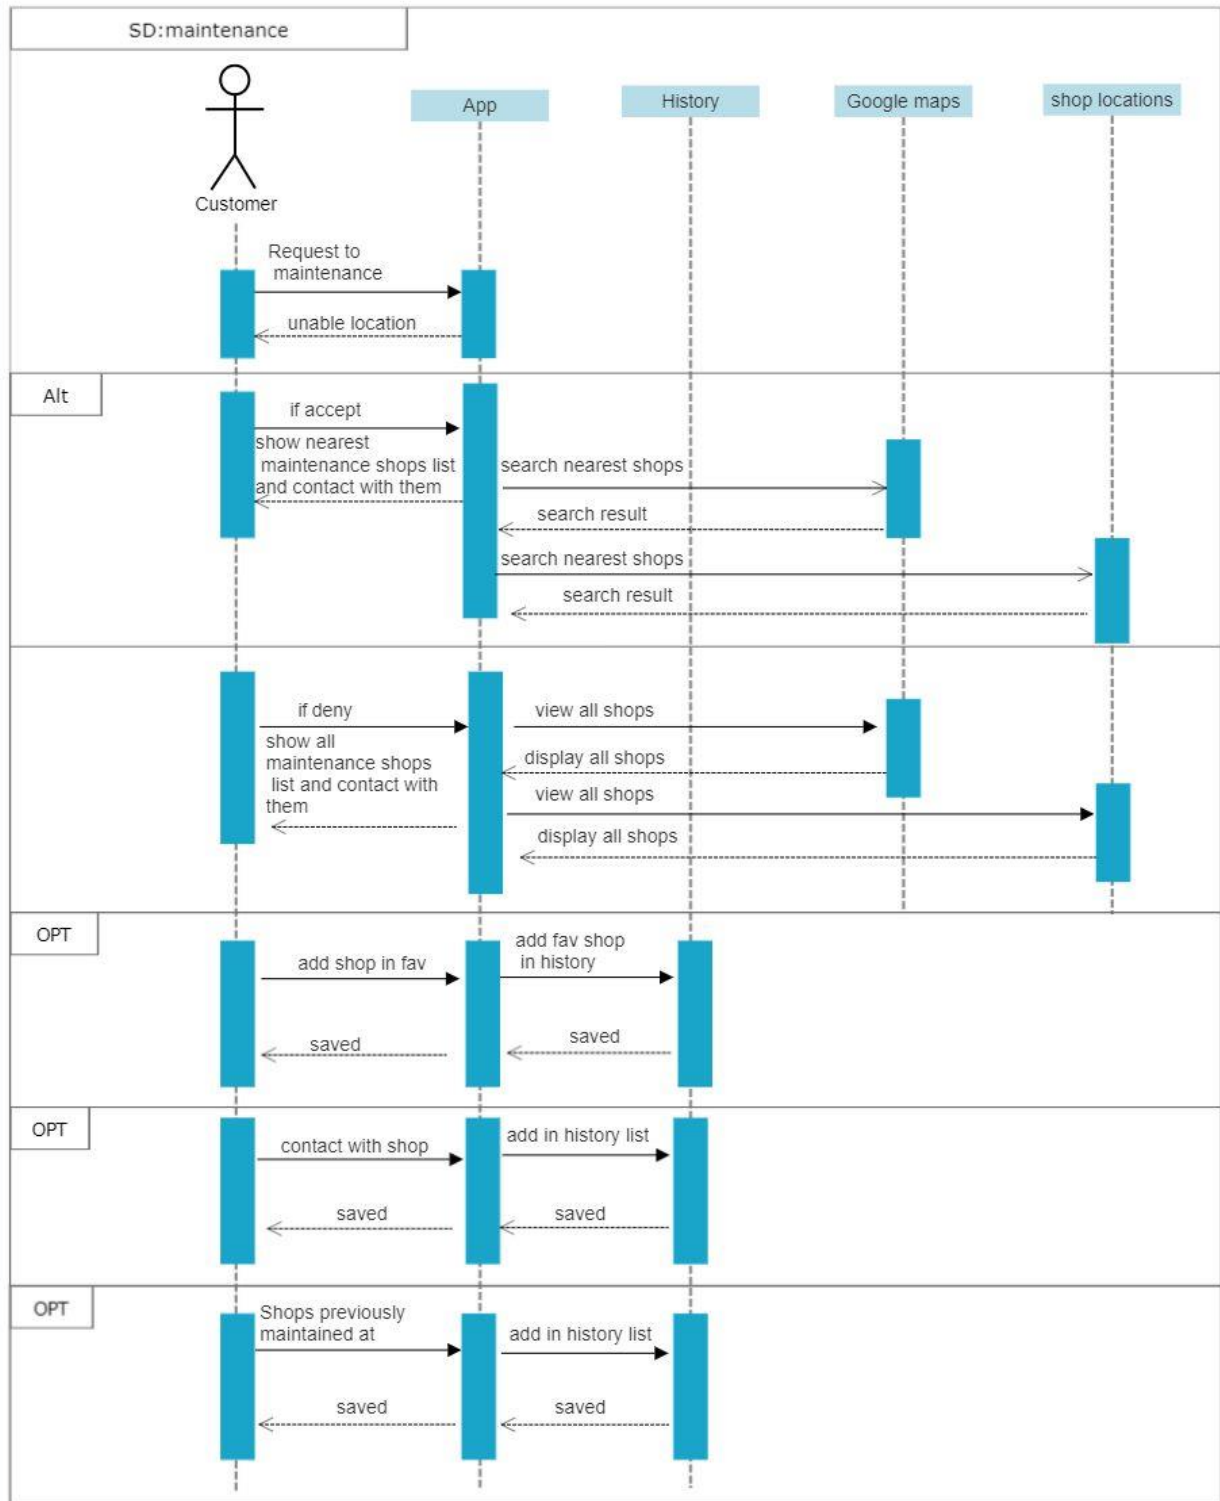 SD:maintenance
Customer
App
History
Google maps
shop locations
Request to
maintenance
unable location
Alt
if accept
show nearest
maintenance shops list
and contact with them
search nearest shops
search result
search nearest shops
search result
if deny
view all shops
show all
maintenance shops
list and contact with
them
display all shops
view all shops
display all shops
OPT
add shop in fav
add fav shop
in history
saved
saved
OPT
contact with shop
add in history list
saved
saved
OPT
Shops previously
maintained at
add in history list
saved
saved